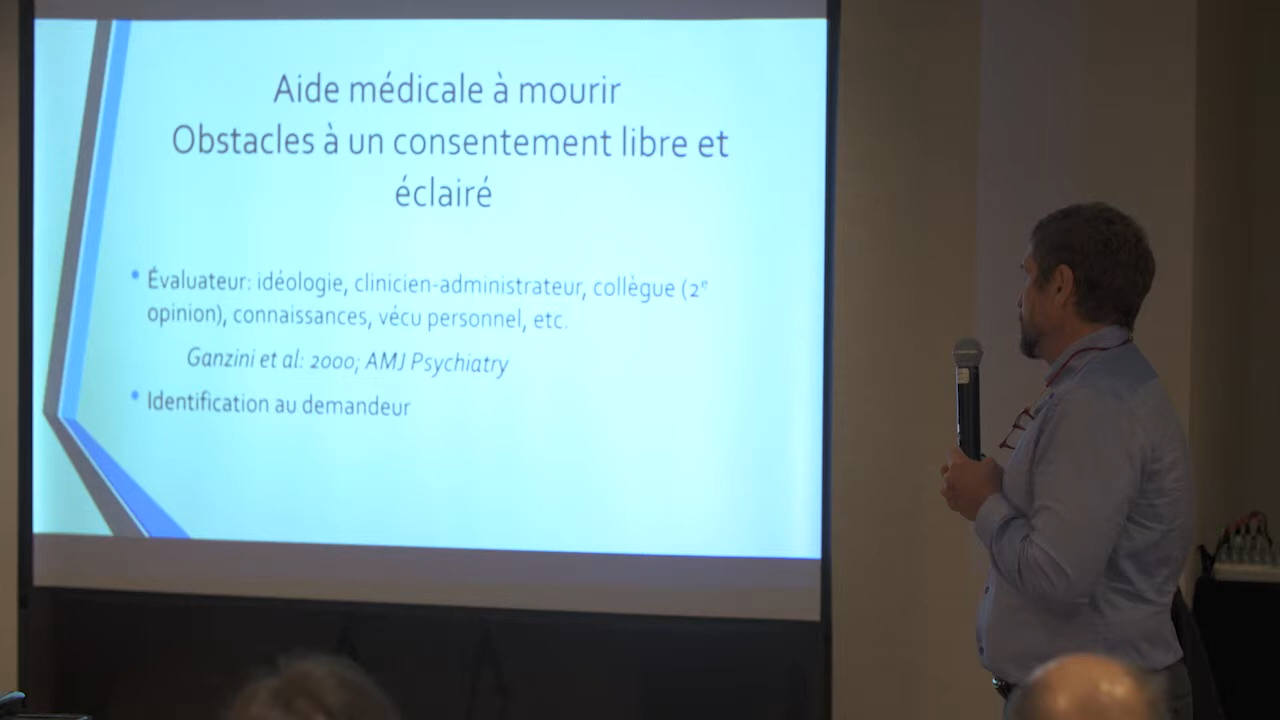 Aide médicale à mourir
Obstacles à un consentement libre et
éclairé
• Évaluateur: idéologie, clinicien-administrateur, collègue (2e
opinion), connaissances, vécu personnel, etc.
Ganzini et al: 2000; AMJ Psychiatry
• Identification au demandeur